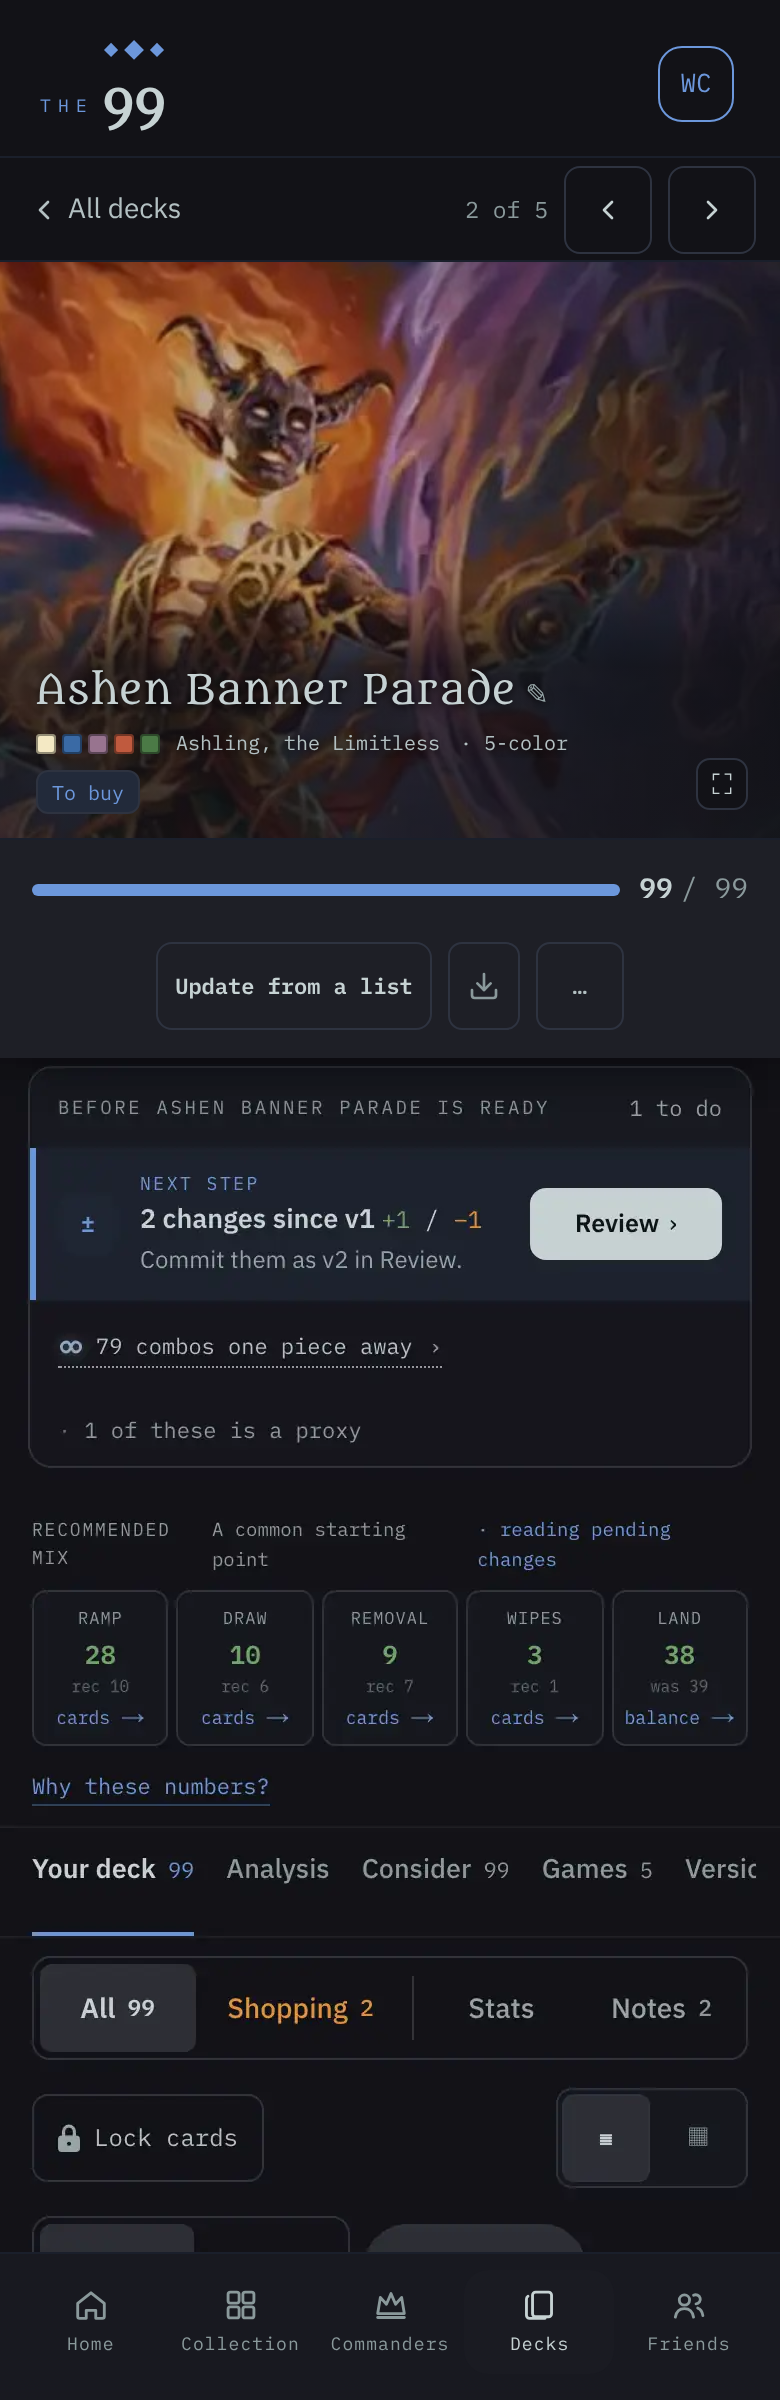 THE 99
WC
All decks
2 of 5
Ashen Banner Parade
Ashling, the Limitless · 5-color
To buy
99 / 99
Update from a list
…
BEFORE ASHEN BANNER PARADE IS READY
1 to do
NEXT STEP
± 2 changes since v1 +1 / −1
Commit them as v2 in Review.
Review ›
∞ 79 combos one piece away ›
· 1 of these is a proxy
RECOMMENDED MIX
A common starting point
· reading pending changes
RAMP
28
rec 10
cards →
DRAW
10
rec 6
cards →
REMOVAL
9
rec 7
cards →
WIPES
3
rec 1
cards →
LAND
38
was 39
balance →
Why these numbers?
Your deck 99
Analysis
Consider 99
Games 5
Versic
All 99
Shopping 2
Stats
Notes 2
Lock cards
Home
Collection
Commanders
Decks
Friends